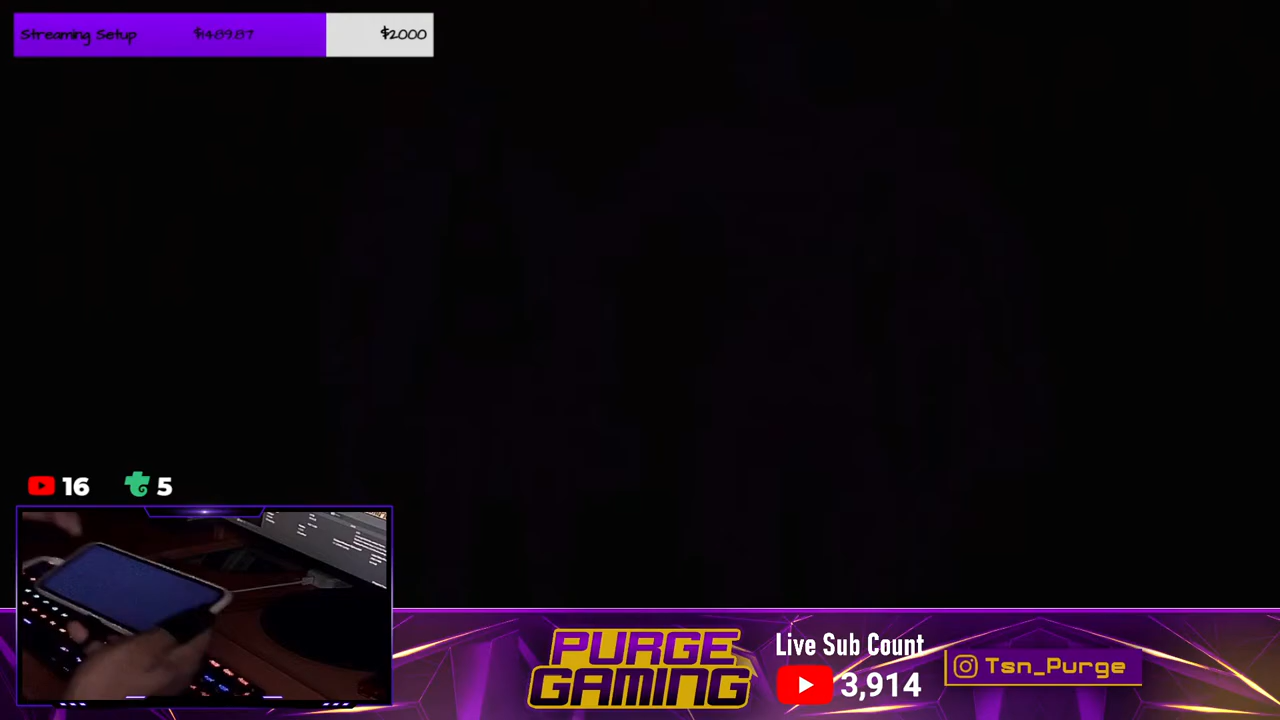 Streaming Setup $1489.87 $2000
16 5
PURGE
GAMING
Live Sub Count
3,914
Tsn_Purge